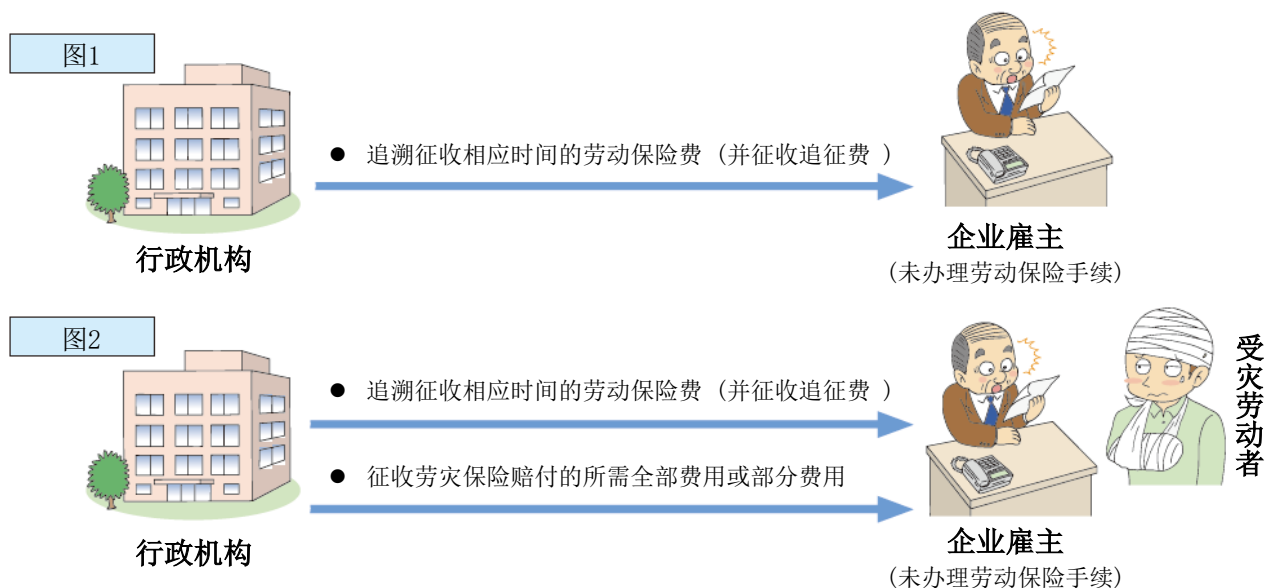 图1
● 追溯征收相应时间的劳动保险费 (并征收追征费 )
行政机构
企业雇主
(未办理劳动保险手续)
图2
● 追溯征收相应时间的劳动保险费 (并征收追征费 )
● 征收劳灾保险赔付的所需全部费用或部分费用
受灾劳动者
行政机构
企业雇主
(未办理劳动保险手续)